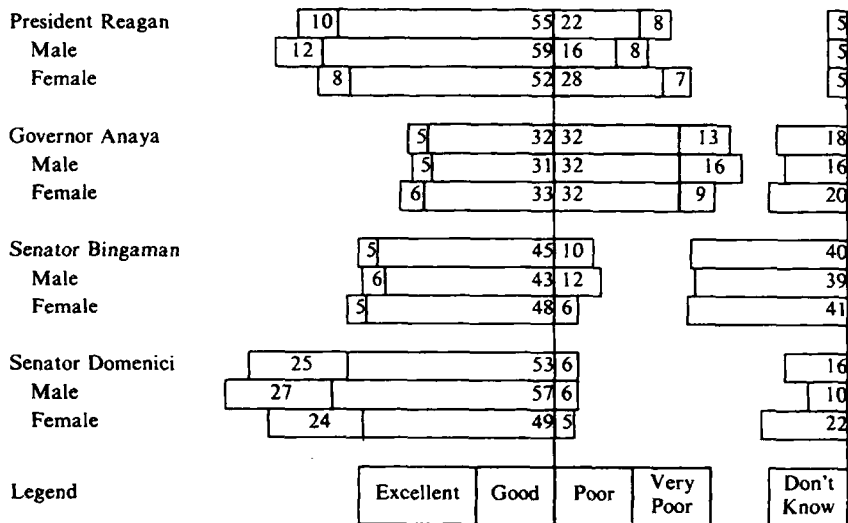 President Reagan 10 55 22 8 5
Male 12 59 16 8 5
Female 8 52 28 7 5
Governor Anaya 5 32 32 13 18
Male 5 31 32 16 16
Female 6 33 32 9 20
Senator Bingaman 5 45 10 40
Male 6 43 12 39
Female 5 48 6 41
Senator Domenici 25 53 6 16
Male 27 57 6 10
Female 24 49 5 22
Legend Excellent Good Poor Very Poor Don't Know